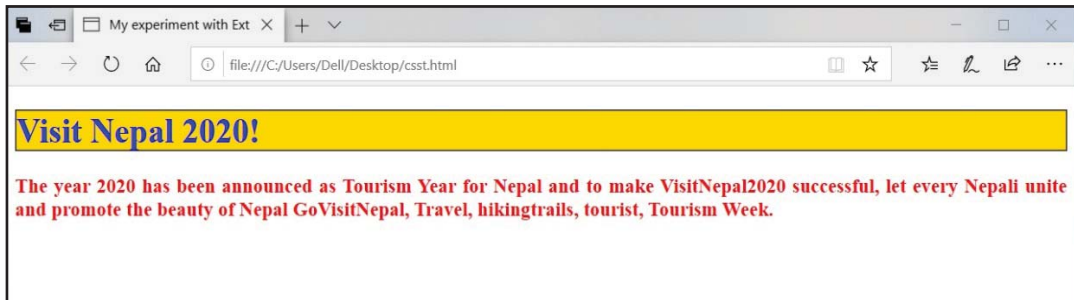 My experiment with Ext
file:///C:/Users/Dell/Desktop/csst.html
Visit Nepal 2020!
The year 2020 has been announced as Tourism Year for Nepal and to make VisitNepal2020 successful, let every Nepali unite
and promote the beauty of Nepal GoVisitNepal, Travel, hikingtrails, tourist, Tourism Week.